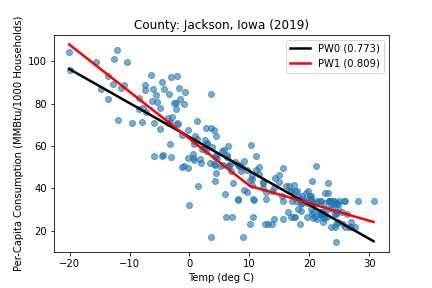 County: Jackson, Iowa (2019)
Per-Capita Consumption (MMBtu/1000 Households)
PW0 (0.773)
PW1 (0.809)
100
80
60
40
20
−20 −10 0 10 20 30
Temp (deg C)